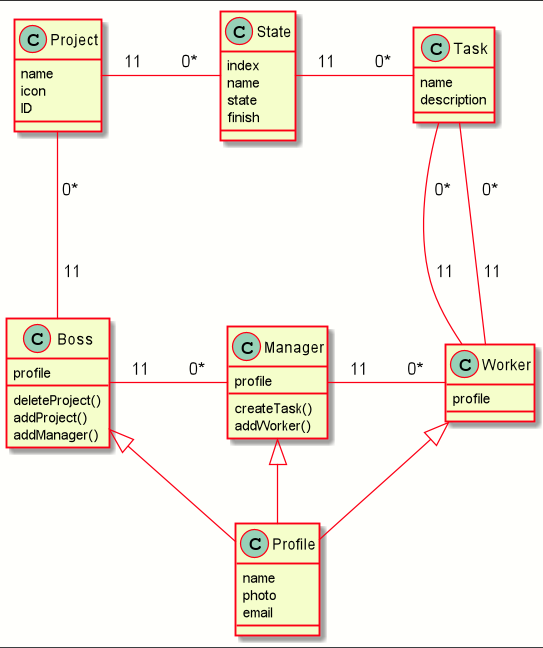 C Project
name
icon
ID
11 0*
C State
index
name
state
finish
11 0*
C Task
name
description
0* 0* 0*
11 11 11
C Boss
profile
deleteProject()
addProject()
addManager()
11 0*
C Manager
profile
createTask()
addWorker()
11 0*
C Worker
profile
C Profile
name
photo
email